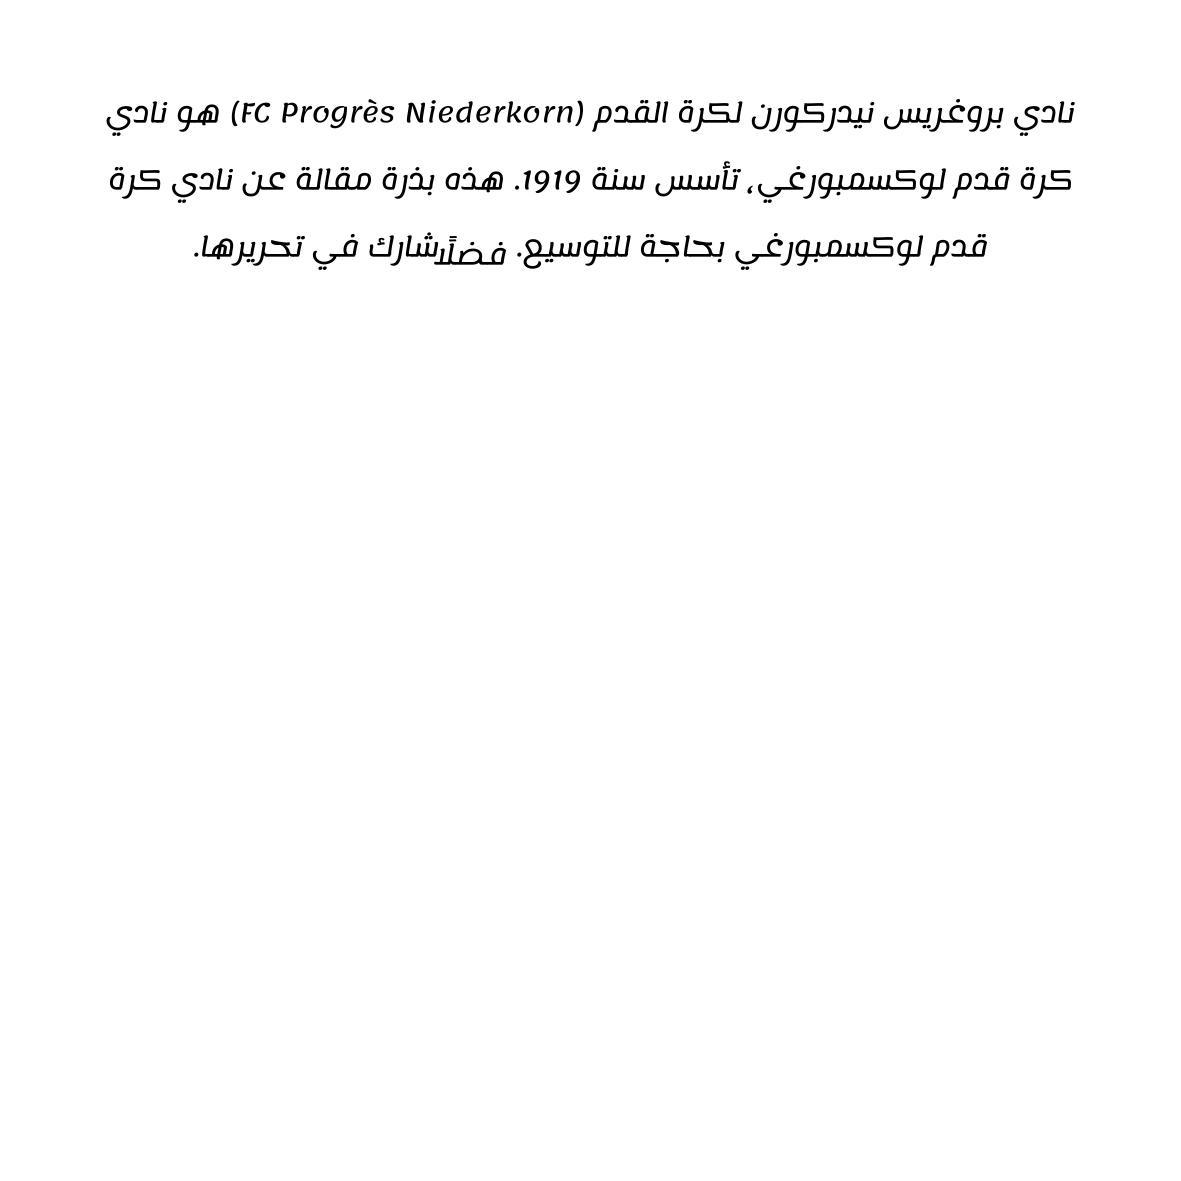 نادي بروغريس نيدركورن لكرة القدم (FC Progrès Niederkorn) هو نادي
كرة قدم لوكسمبورغي، تأسس سنة 1919. هذه بذرة مقالة عن نادي كرة
قدم لوكسمبورغي بحاجة للتوسيع. فضلًا شارك في تحريرها.